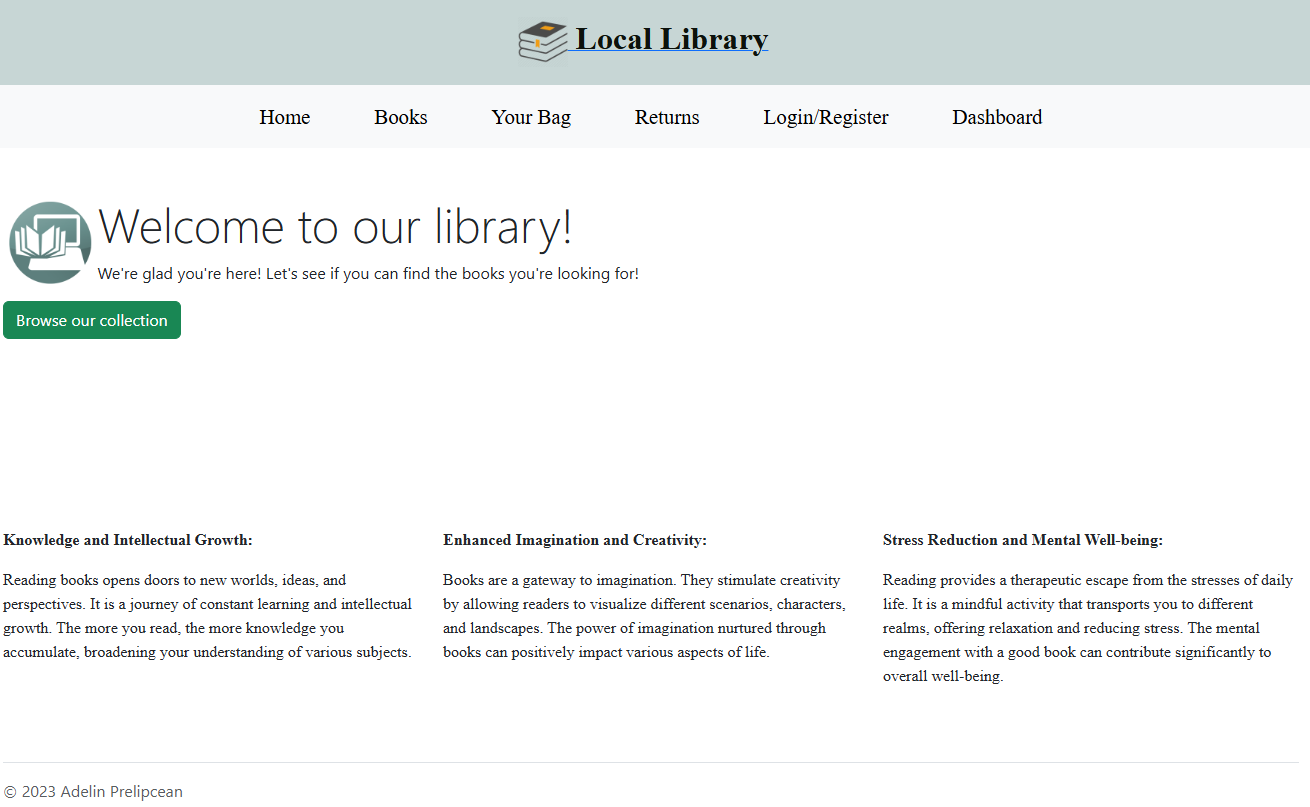 Local Library
Home Books Your Bag Returns Login/Register Dashboard
Welcome to our library!
We're glad you're here! Let's see if you can find the books you're looking for!
Browse our collection
Knowledge and Intellectual Growth:
Reading books opens doors to new worlds, ideas, and
perspectives. It is a journey of constant learning and intellectual
growth. The more you read, the more knowledge you
accumulate, broadening your understanding of various subjects.
Enhanced Imagination and Creativity:
Books are a gateway to imagination. They stimulate creativity
by allowing readers to visualize different scenarios, characters,
and landscapes. The power of imagination nurtured through
books can positively impact various aspects of life.
Stress Reduction and Mental Well-being:
Reading provides a therapeutic escape from the stresses of daily
life. It is a mindful activity that transports you to different
realms, offering relaxation and reducing stress. The mental
engagement with a good book can contribute significantly to
overall well-being.
© 2023 Adelin Prelipcean